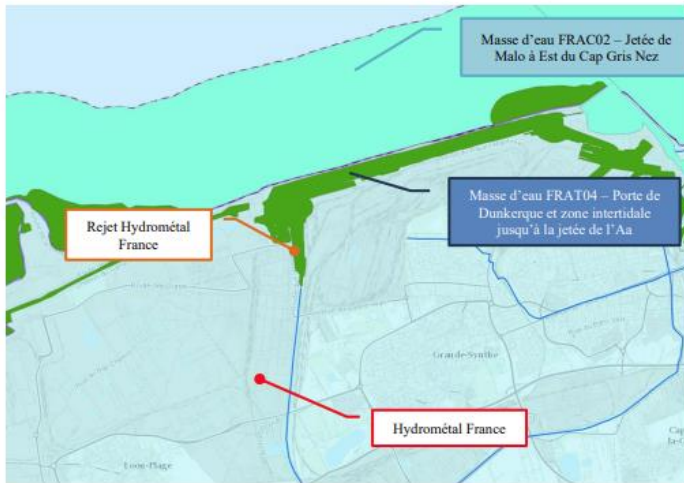 Masse d'eau FRAC02 – Jetée de
Malo à Est du Cap Gris Nez
Masse d'eau FRAT04 – Porte de
Dunkerque et zone intertidale
jusqu'à la jetée de l'Aa
Rejet Hydrométal
France
Grande-Synthe
Hydrométal France
Loon-Plage